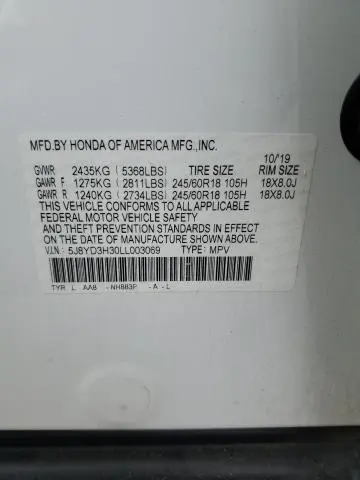 MFD.BY HONDA OF AMERICA MFG.,INC.
10/19
GVWR 2435KG (5368LBS) TIRE SIZE RIM SIZE
GAWR F 1275KG (2811LBS) 245/60R18 105H 18X8.0J
GAWR R 1240KG (2734LBS) 245/60R18 105H 18X8.0J
THIS VEHICLE CONFORMS TO ALL APPLICABLE
FEDERAL MOTOR VEHICLE SAFETY
AND THEFT PREVENTION STANDARDS IN EFFECT
ON THE DATE OF MANUFACTURE SHOWN ABOVE.
V.I.N: 5J8YD3H30LL003069 TYPE: MPV
TYR L AA8 -NH883P -A-L